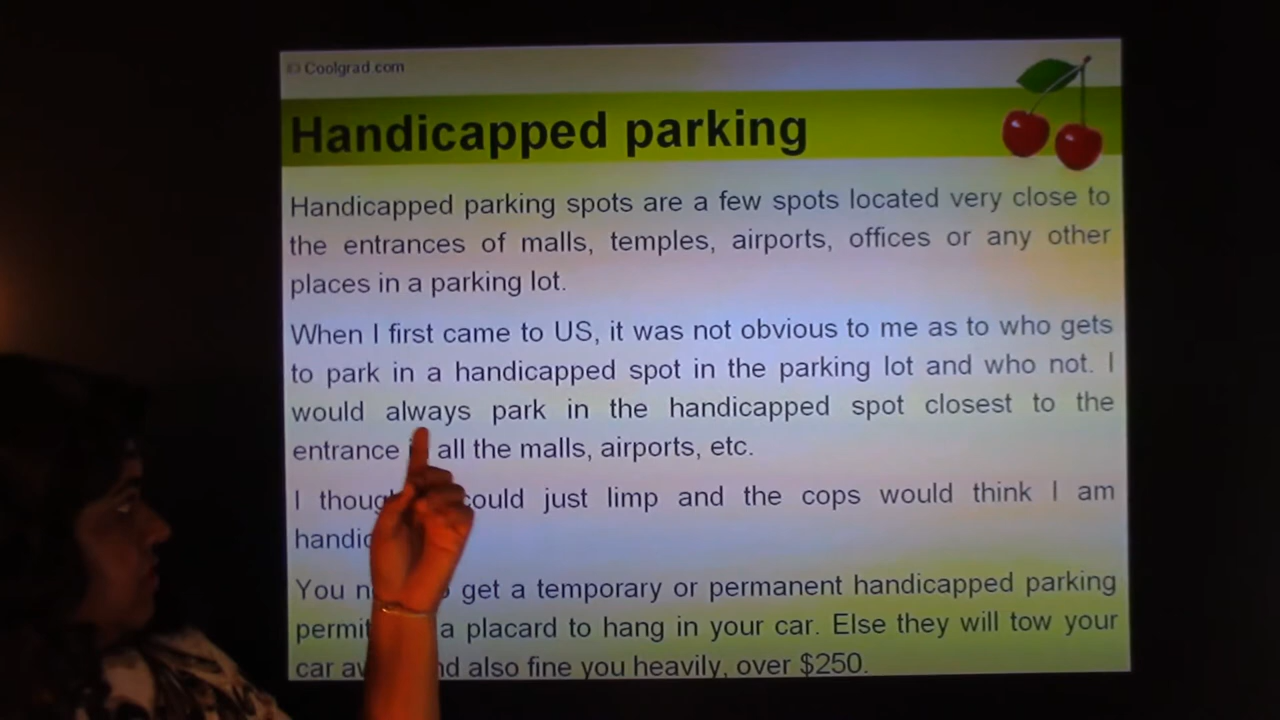 © Coolgrad.com
Handicapped parking
Handicapped parking spots are a few spots located very close to
the entrances of malls, temples, airports, offices or any other
places in a parking lot.
When I first came to US, it was not obvious to me as to who gets
to park in a handicapped spot in the parking lot and who not. I
would always park in the handicapped spot closest to the
entrance all the malls, airports, etc.
I could just limp and the cops would think I am
You get a temporary or permanent handicapped parking
permit a placard to hang in your car. Else they will tow your
car also fine you heavily, over $250.